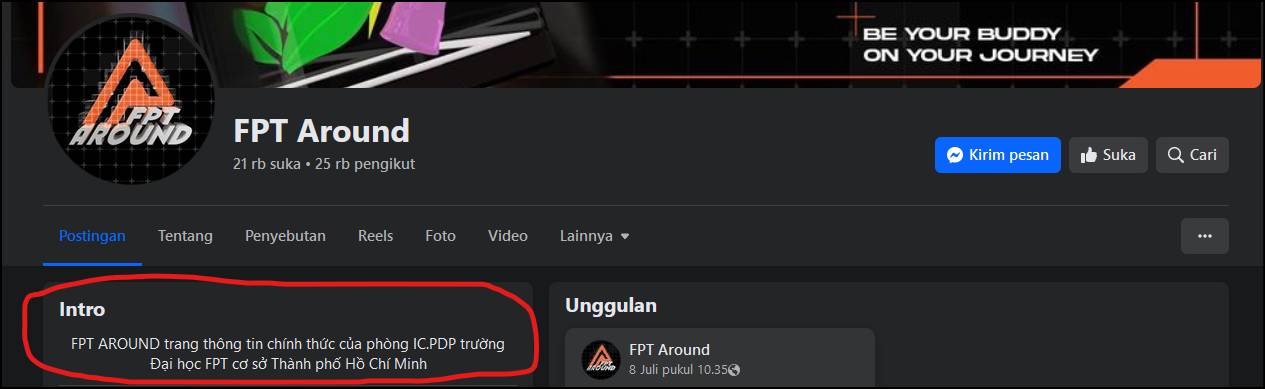 BE YOUR BUDDY
ON YOUR JOURNEY
FPT
AROUND
FPT Around
21 rb suka • 25 rb pengikut
Kirim pesan
Suka
Cari
Postingan
Tentang
Penyebutan
Reels
Foto
Video
Lainnya
Intro
FPT AROUND trang thông tin chính thức của phòng IC.PDP trường
Đại học FPT cơ sở Thành phố Hồ Chí Minh
Unggulan
FPT Around
8 Juli pukul 10.35